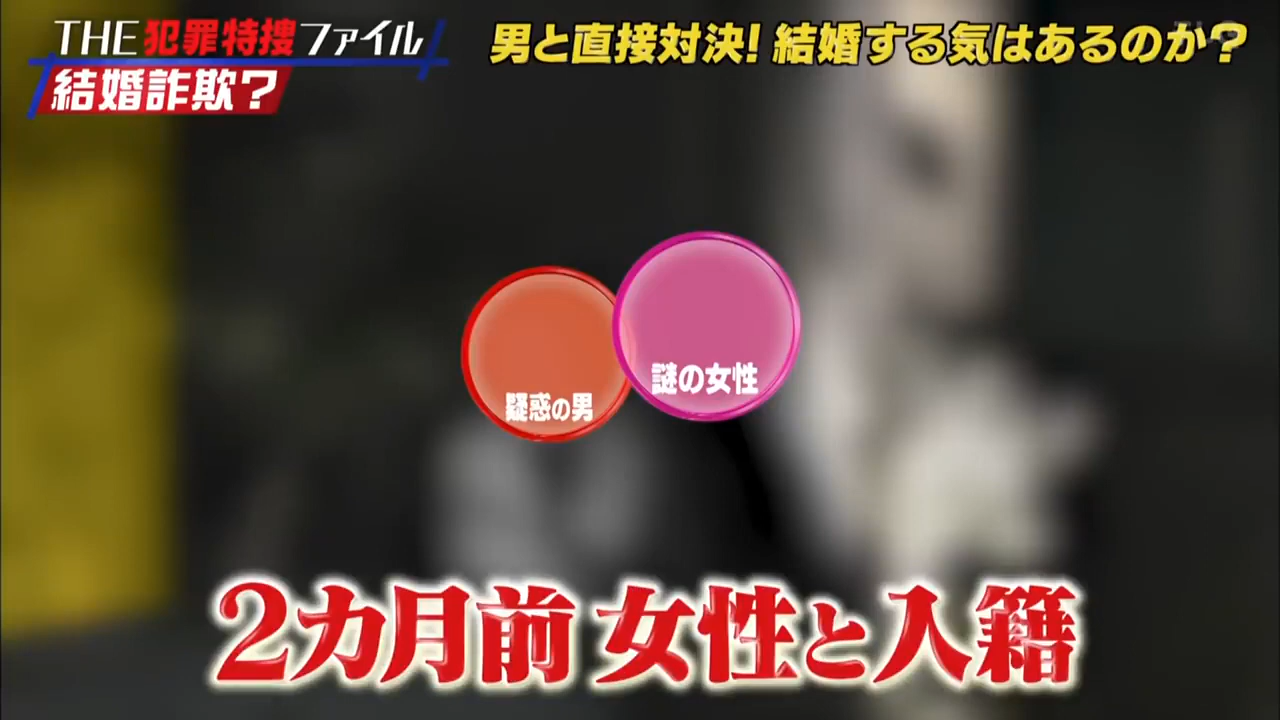 THE犯罪特捜ファイル
結婚詐欺?
男と直接対決!結婚する気はあるのか?
謎の女性
疑惑の男
2カ月前 女性と入籍